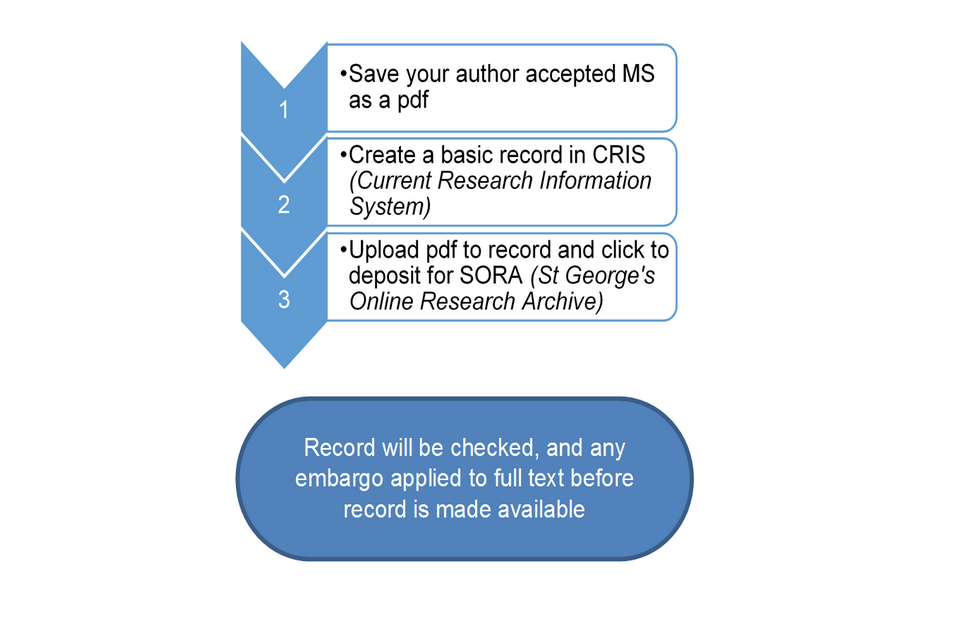 1
•Save your author accepted MS
as a pdf
2
•Create a basic record in CRIS
(Current Research Information
System)
3
•Upload pdf to record and click to
deposit for SORA (St George's
Online Research Archive)
Record will be checked, and any
embargo applied to full text before
record is made available